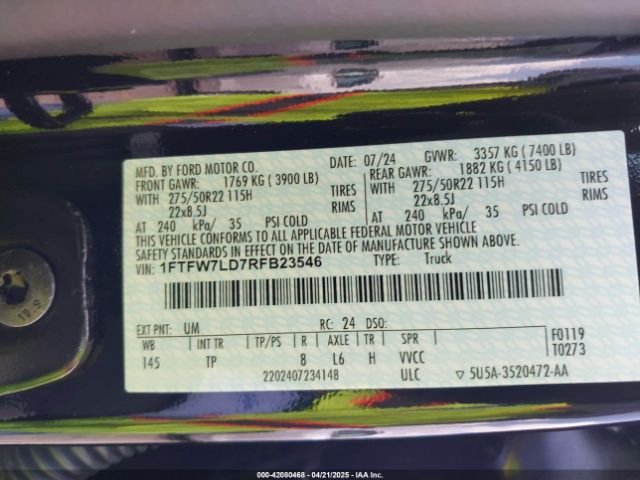 MFD. BY FORD MOTOR CO. DATE: 07/24 GVWR: 3357 KG ( 7400 LB)
FRONT GAWR: 1769 KG ( 3900 LB) REAR GAWR: 1882 KG ( 4150 LB)
WITH 275/50R22 115H TIRES WITH 275/50R22 115H TIRES
22x8.5J RIMS 22x8.5J RIMS
AT 240 kPa/ 35 PSI COLD AT 240 kPa/ 35 PSI COLD
THIS VEHICLE CONFORMS TO ALL APPLICABLE FEDERAL MOTOR VEHICLE
SAFETY STANDARDS IN EFFECT ON THE DATE OF MANUFACTURE SHOWN ABOVE.
VIN: 1FTFW7LD7RFB23546 TYPE: Truck
EXT PNT: UM RC: 24 DSO: F0119
WB INT TR TP/PS R AXLE TR SPR T0273
145 TP 8 L6 H VVCC
2202407234148 ULC ▽ 5U5A-3520472-AA
10.9
000-42080468 - 04/21/2025 - IAA Inc.